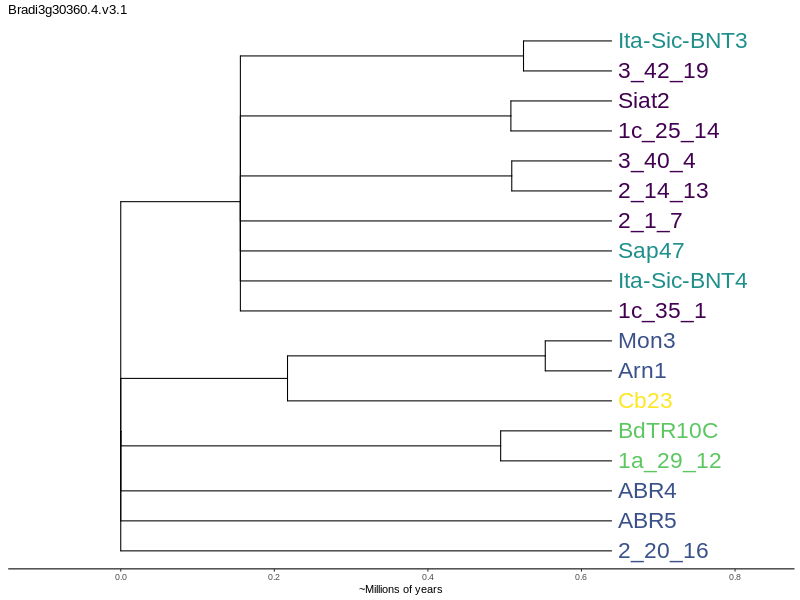 Bradi3g30360.4.v3.1
Ita-Sic-BNT3
3_42_19
Siat2
1c_25_14
3_40_4
2_14_13
2_1_7
Sap47
Ita-Sic-BNT4
1c_35_1
Mon3
Arn1
Cb23
BdTR10C
1a_29_12
ABR4
ABR5
2_20_16
0.0 0.2 0.4 0.6 0.8
~Millions of years